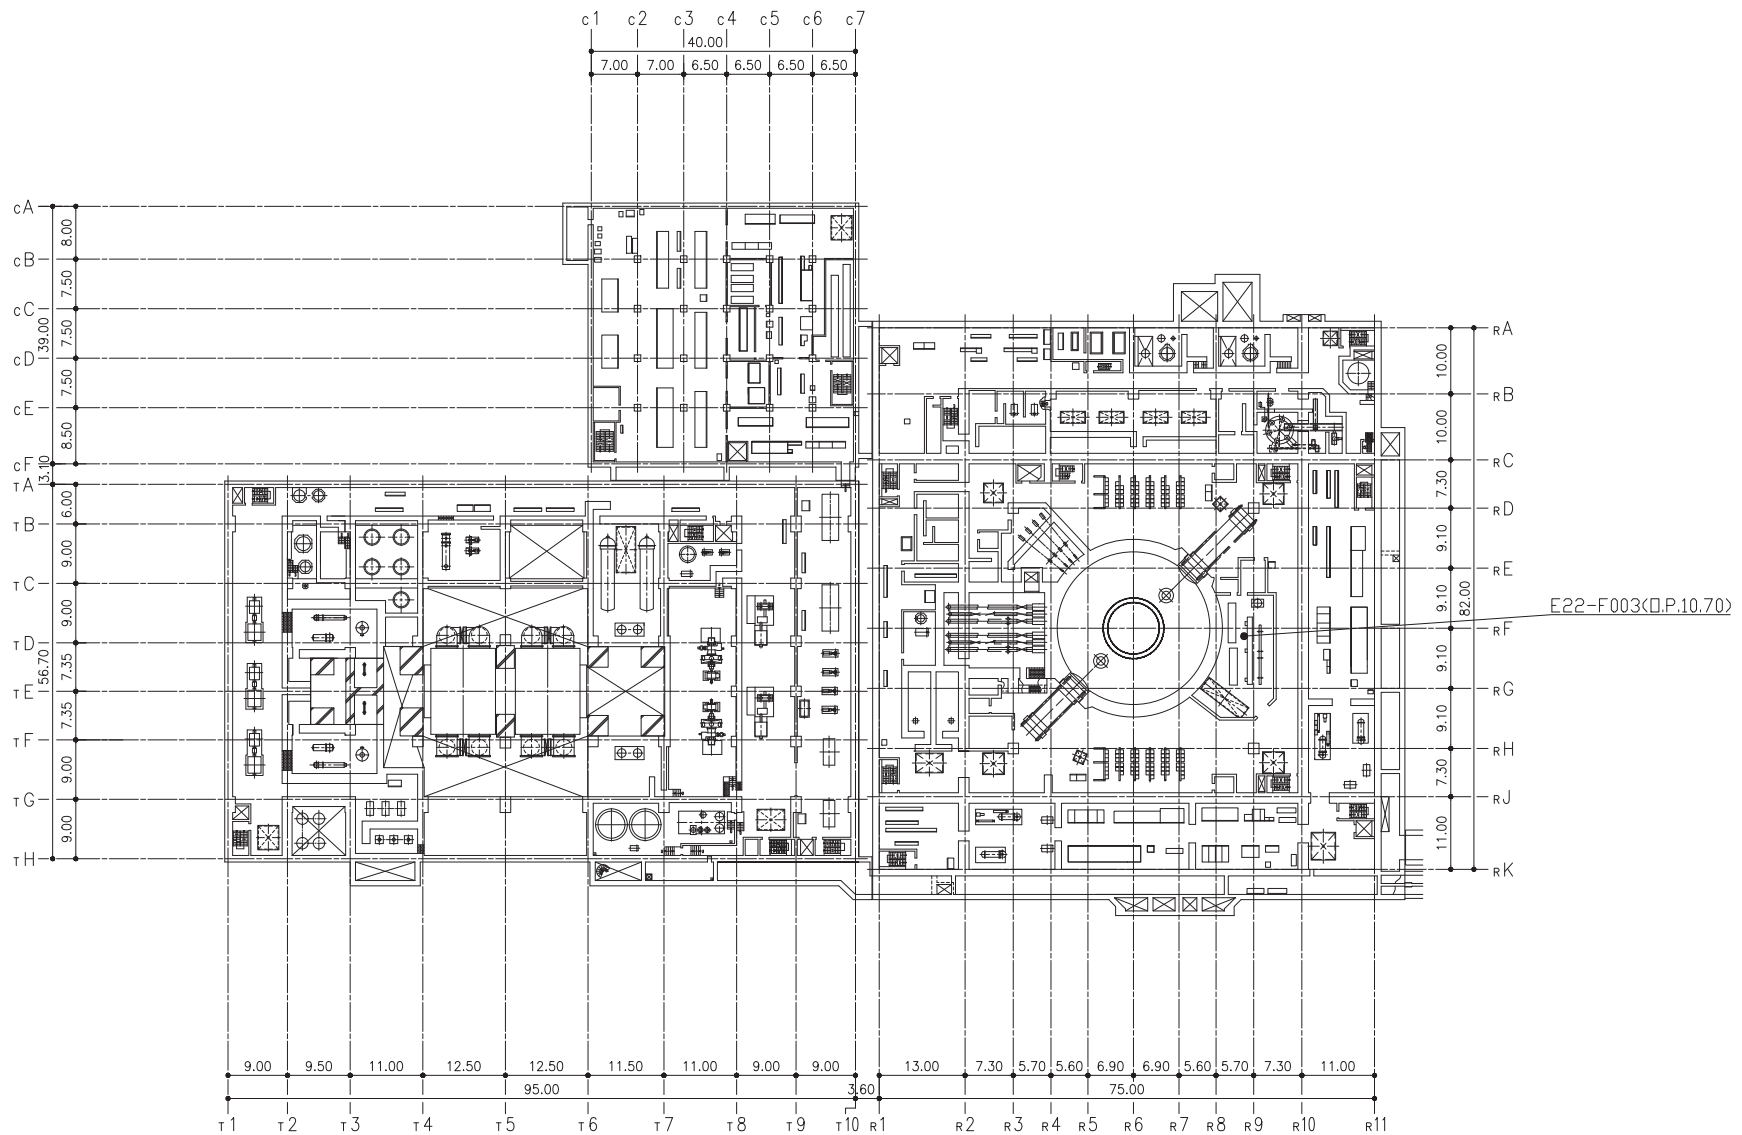 c1 c2 c3 c4 c5 c6 c7
40.00
7.00 7.00 6.50 6.50 6.50 6.50
cA
8.00
cB
7.50
cC
39.00
7.50
cD
7.50
cE
8.50
cF
3.10
TA
6.00
TB
9.00
TC
9.00
TD
7.35
56.70
TE
7.35
TF
9.00
TG
9.00
TH
RA
10.00
RB
10.00
RC
7.30
RD
9.10
RE
9.10
82.00
E22-F003(O.P.10.70)
RF
9.10
RG
9.10
RH
7.30
RJ
11.00
RK
9.00 9.50 11.00 12.50 12.50 11.50 11.00 9.00 9.00 13.00 7.30 5.70 5.60 6.90 6.90 5.60 5.70 7.30 11.00
95.00 3.60 75.00
T1 T2 T3 T4 T5 T6 T7 T8 T9 T10 R1 R2 R3 R4 R5 R6 R7 R8 R9 R10 R11